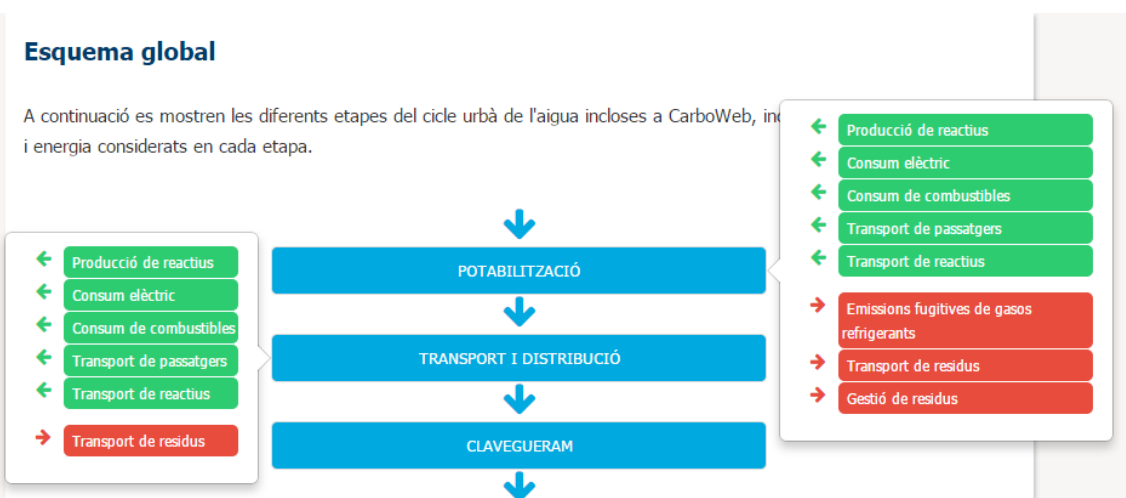 Esquema global
A continuació es mostren les diferents etapes del cicle urbà de l'aigua incloses a CarboWeb,
i energia considerats en cada etapa.
POTABILITZACIÓ
TRANSPORT I DISTRIBUCIÓ
CLAVEGUERAM
Producció de reactius
Consum elèctric
Consum de combustibles
Transport de passatgers
Transport de reactius
Transport de residus
Producció de reactius
Consum elèctric
Consum de combustibles
Transport de passatgers
Transport de reactius
Emissions fugitives de gasos
refrigerants
Transport de residus
Gestió de residus